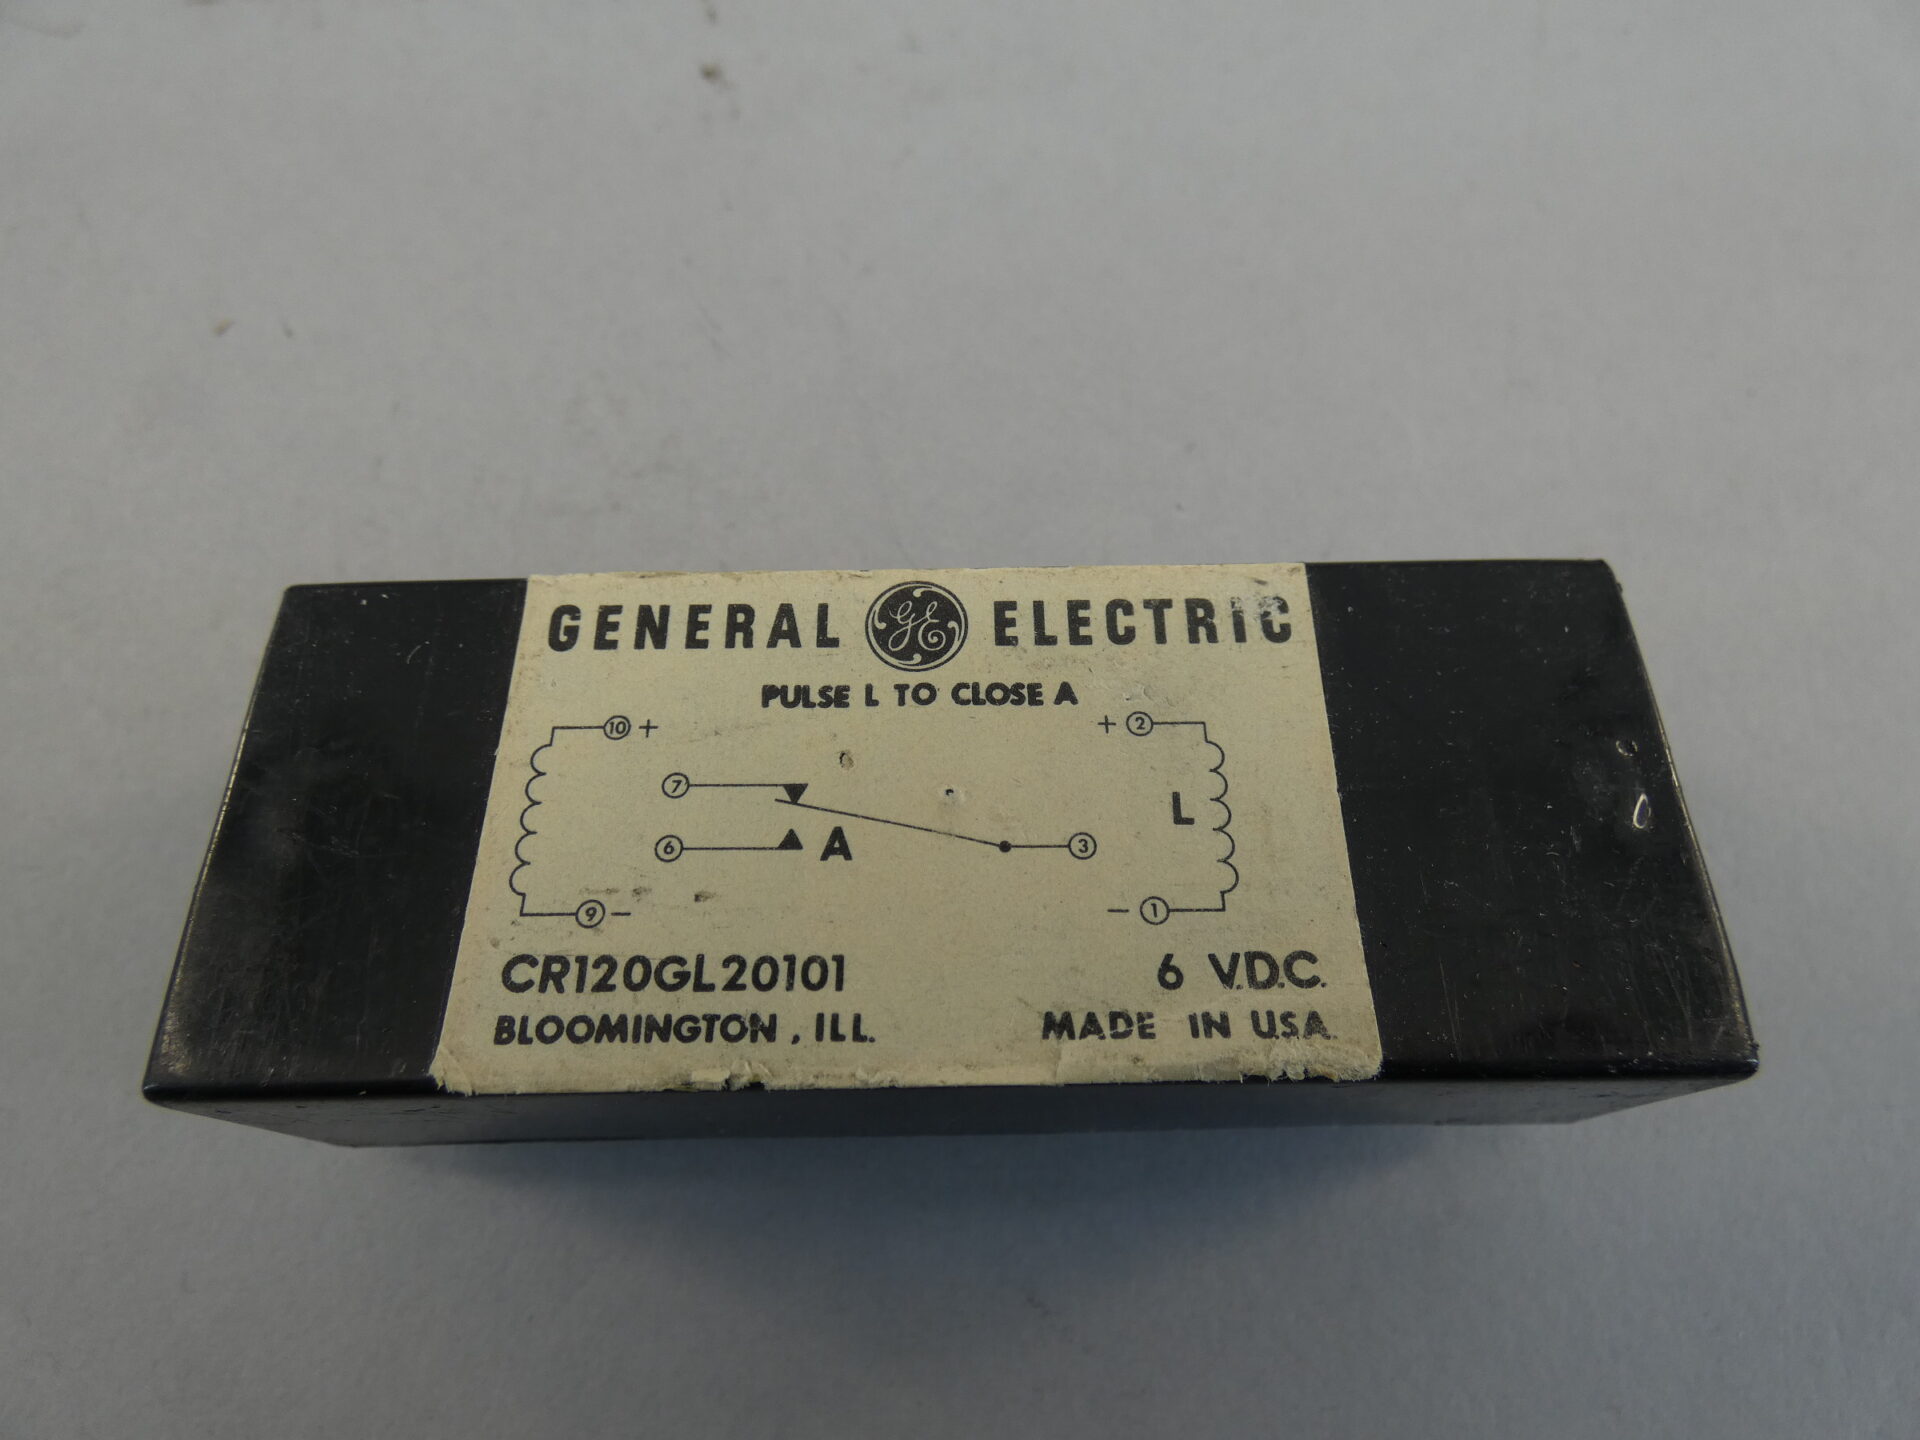 GENERAL GE ELECTRIC
PULSE L TO CLOSE A
10 + + 2
7
L
6 A 3
9 - - 1
CR120GL20101 6 V.D.C.
BLOOMINGTON, ILL. MADE IN U.S.A.